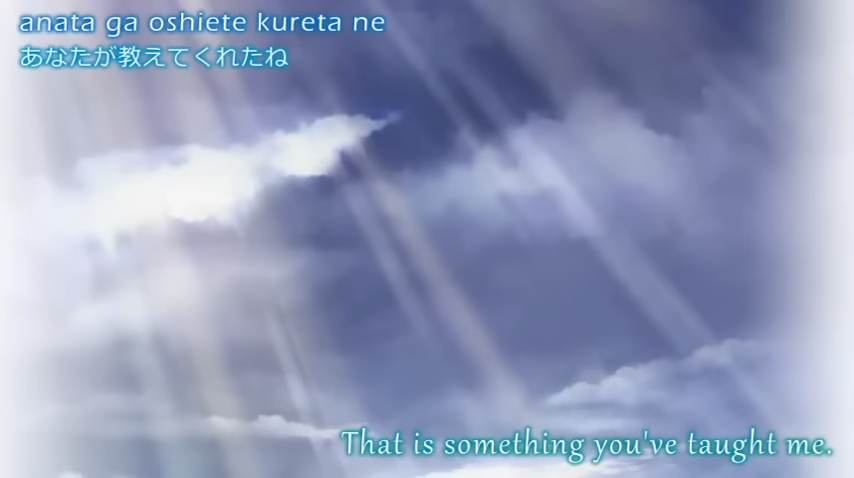 anata ga oshiete kureta ne
あなたが教えてくれたね
That is something you've taught me.